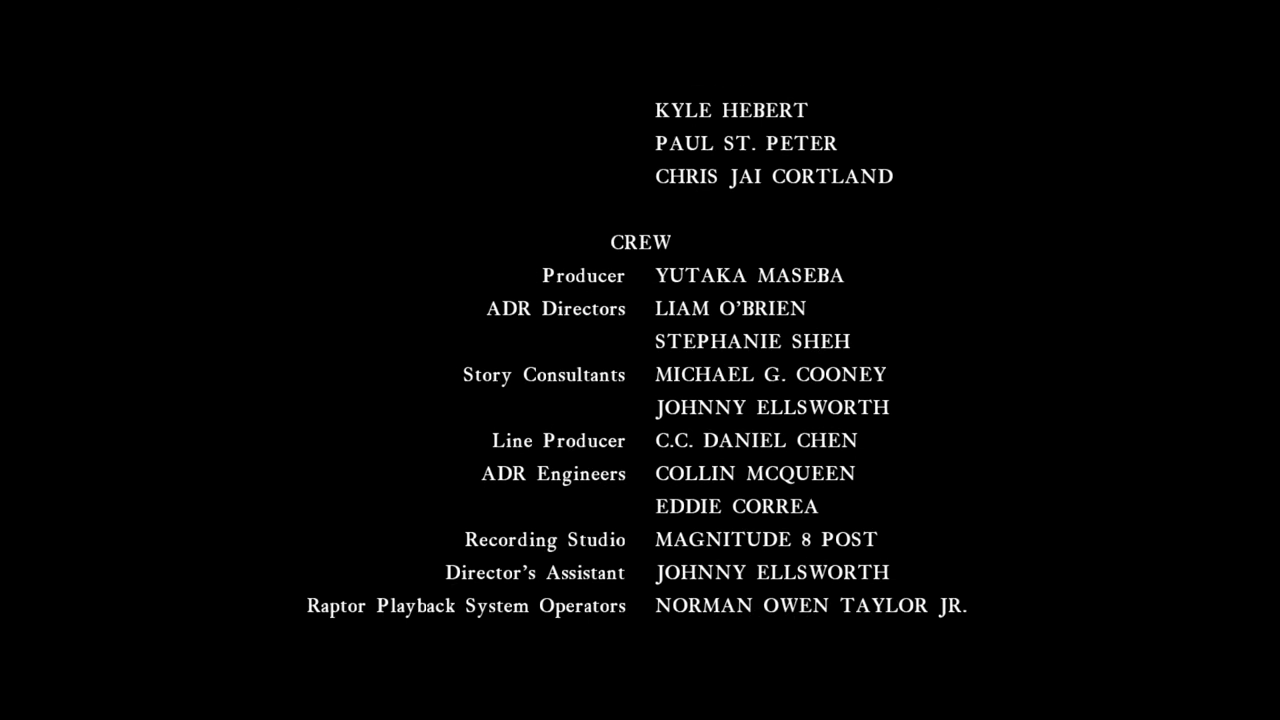 KYLE HEBERT
PAUL ST. PETER
CHRIS JAI CORTLAND
CREW
Producer YUTAKA MASEBA
ADR Directors LIAM O’BRIEN
STEPHANIE SHEH
Story Consultants MICHAEL G. COONEY
JOHNNY ELLSWORTH
Line Producer C.C. DANIEL CHEN
ADR Engineers COLLIN MCQUEEN
EDDIE CORREA
Recording Studio MAGNITUDE 8 POST
Director’s Assistant JOHNNY ELLSWORTH
Raptor Playback System Operators NORMAN OWEN TAYLOR JR.